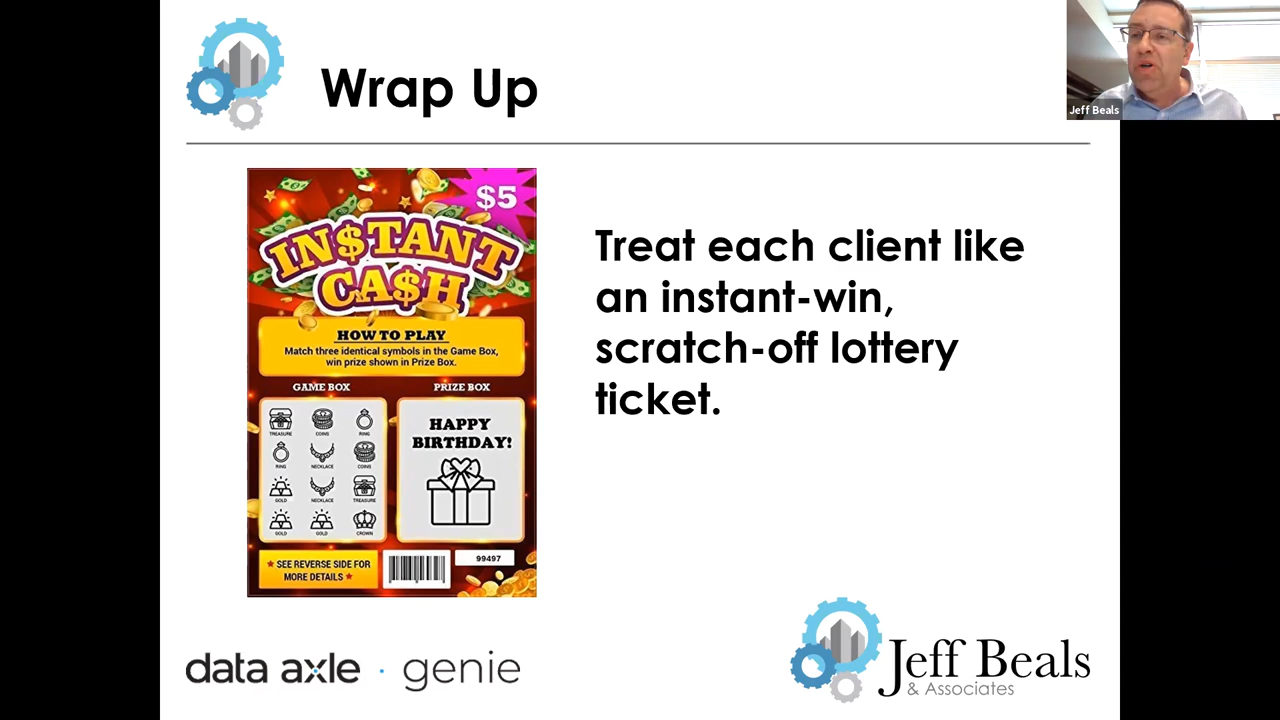 Wrap Up
Jeff Beals
$5
IN$TANT
CA$H
HOW TO PLAY
Match three identical symbols in the Game Box,
win prize shown in Prize Box.
GAME BOX
PRIZE BOX
TREASURE COINS RING
RING NECKLACE COINS
GOLD NECKLACE TREASURE
GOLD GOLD CROWN
HAPPY
BIRTHDAY!
★ SEE REVERSE SIDE FOR
MORE DETAILS ★
99497
Treat each client like
an instant-win,
scratch-off lottery
ticket.
data axle · genie
Jeff Beals
& Associates